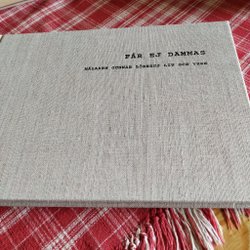 FÅR EJ DAMMAS
MÅLAREN GUNNAR LÖBERGS LIV OCH VERK